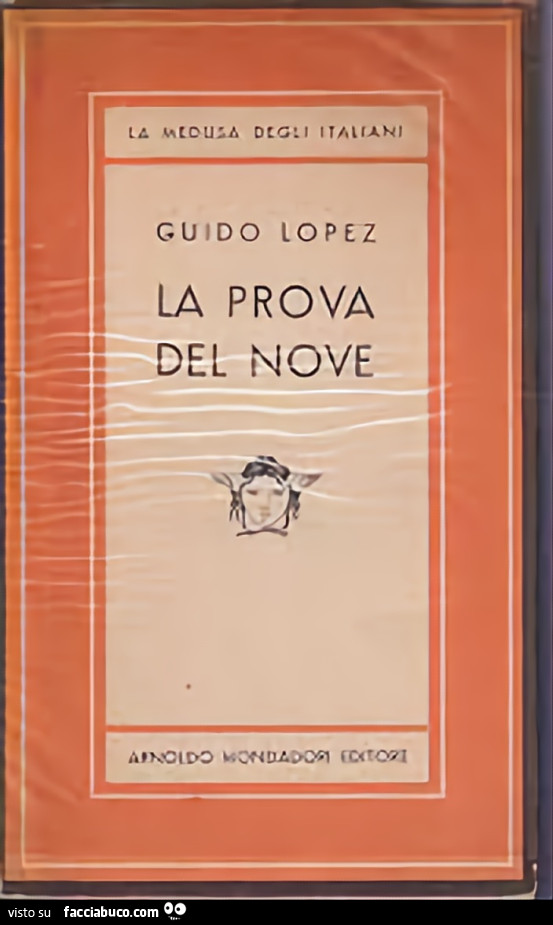 LA MEDUSA DEGLI ITALIANI
GUIDO LOPEZ
LA PROVA
DEL NOVE
ARNOLDO MONDADORI EDITORE
visto su facciabuco.com